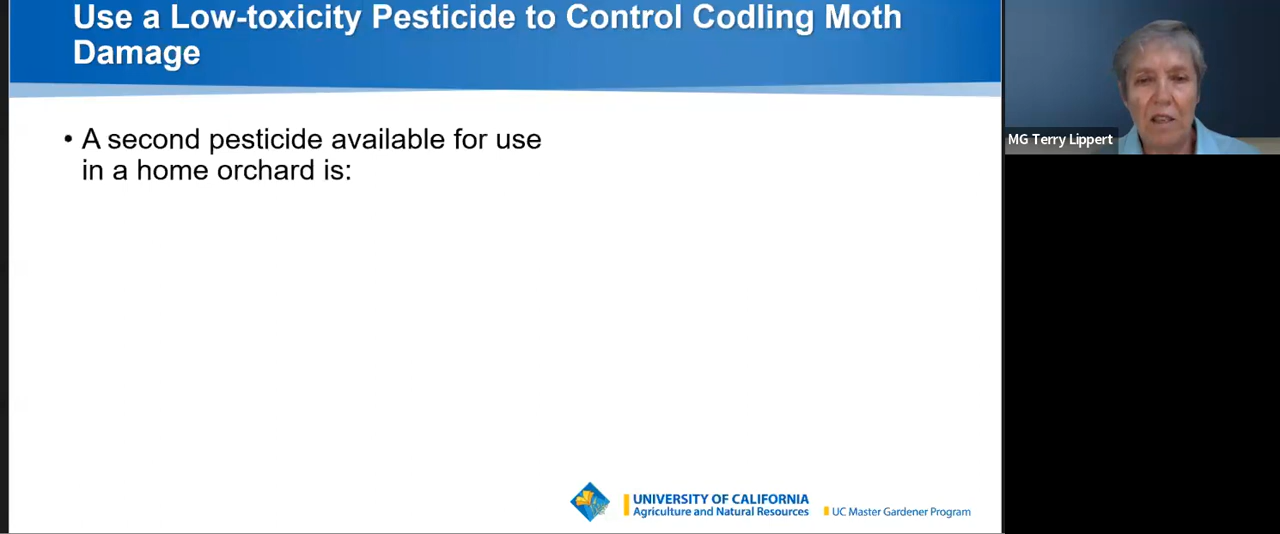 Use a Low-toxicity Pesticide to Control Codling Moth
Damage
• A second pesticide available for use
in a home orchard is:
MG Terry Lippert
UNIVERSITY OF CALIFORNIA
Agriculture and Natural Resources
UC Master Gardener Program